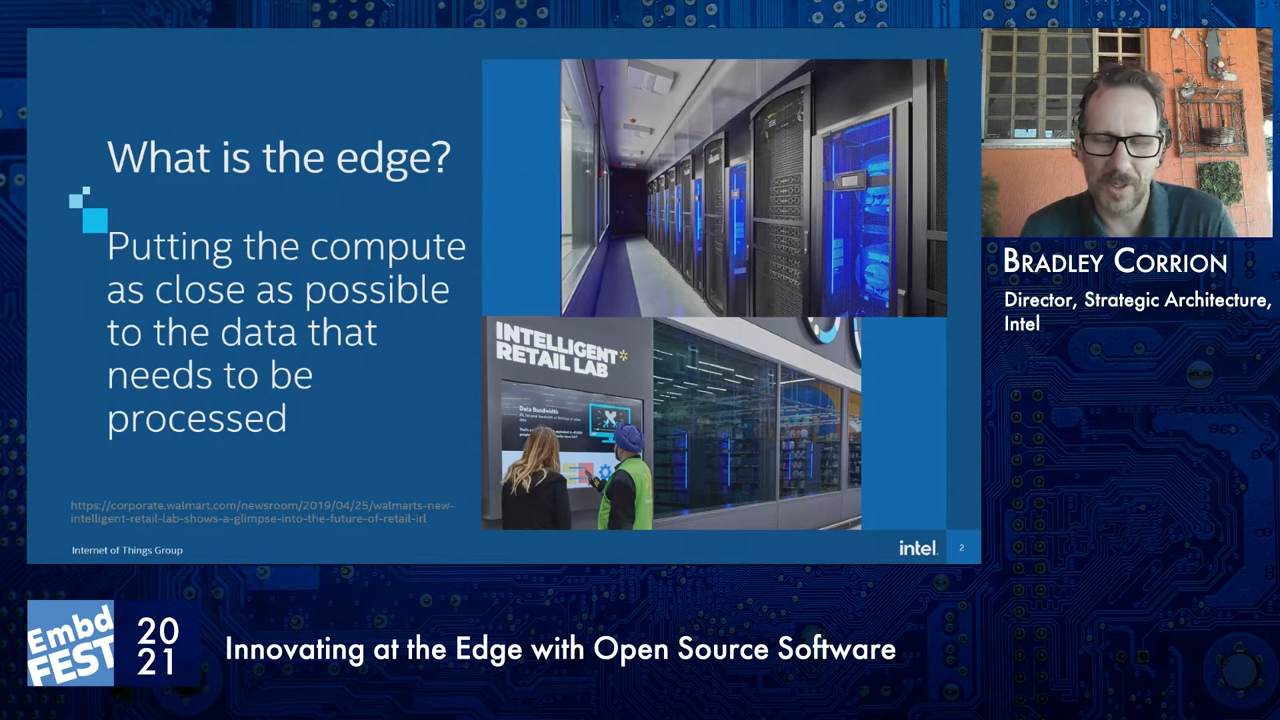 What is the edge?
Putting the compute
as close as possible
to the data that
needs to be
processed
https://corporate.walmart.com/newsroom/2019/04/25/walmarts-new-
intelligent-retail-lab-shows-a-glimpse-into-the-future-of-retail-irl
Internet of Things Group
intel.
2
INTELLIGENT
RETAIL LAB
Data Bandwidth
BRADLEY CORRION
Director, Strategic Architecture,
Intel
Embd
FEST
20
21
Innovating at the Edge with Open Source Software